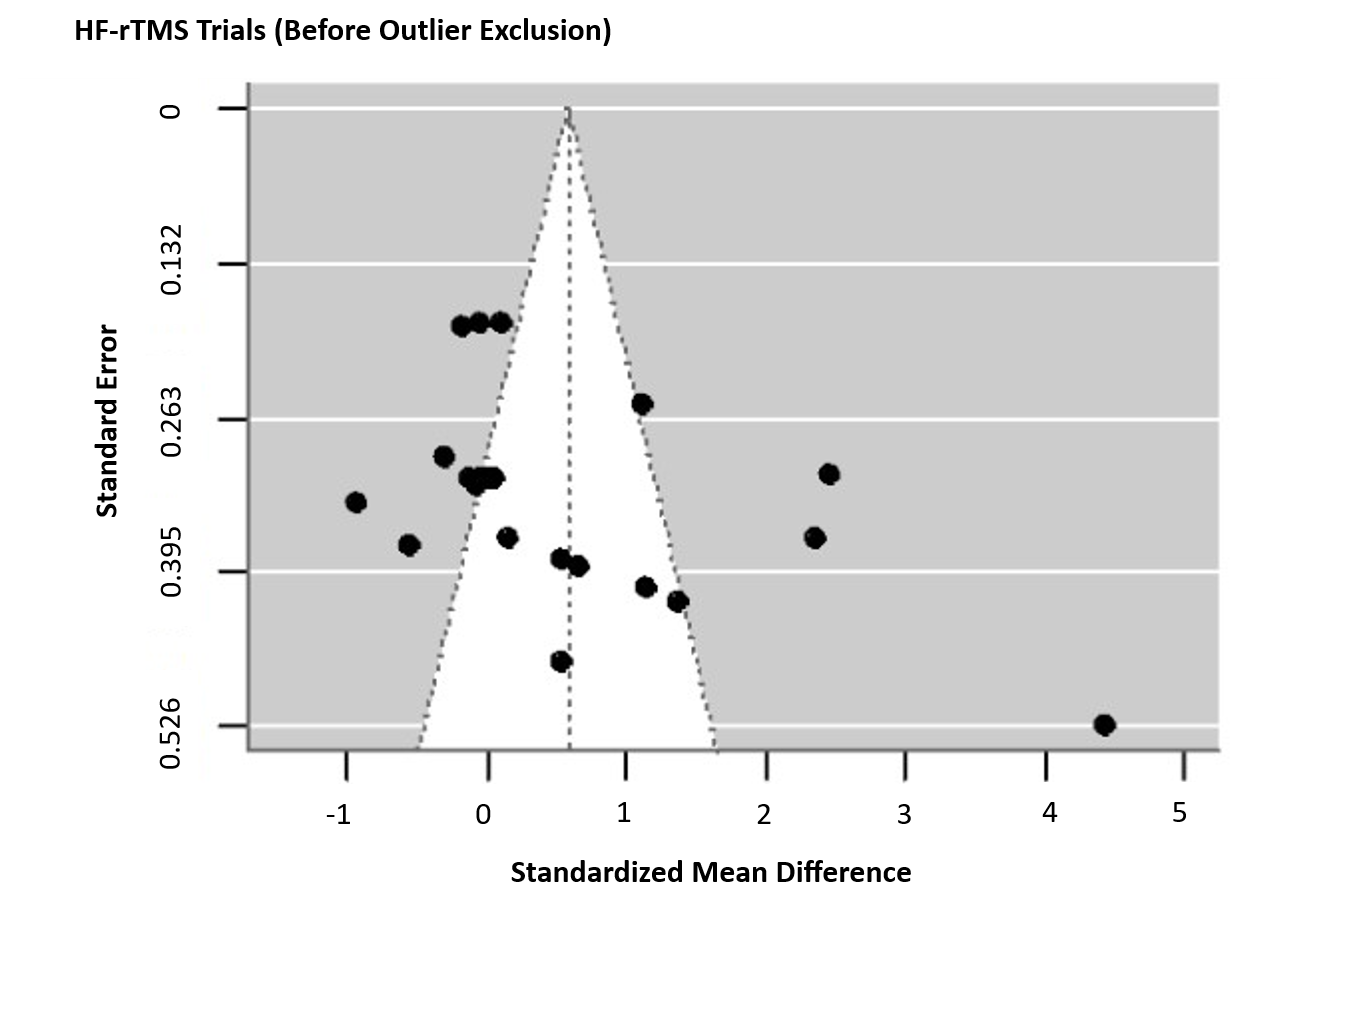 HF-rTMS Trials (Before Outlier Exclusion)
0
0.132
0.263
0.395
0.526
Standard Error
-1 0 1 2 3 4 5
Standardized Mean Difference